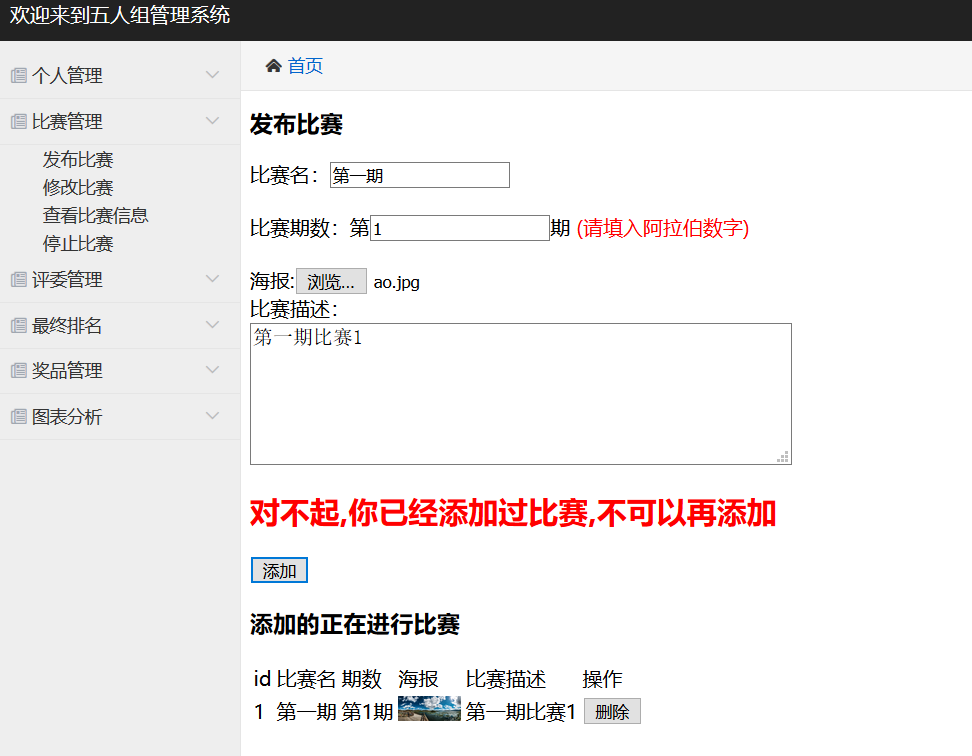 欢迎来到五人组管理系统
个人管理
比赛管理
发布比赛
修改比赛
查看比赛信息
停止比赛
评委管理
最终排名
奖品管理
图表分析
首页
发布比赛
比赛名：第一期
比赛期数：第1期 (请填入阿拉伯数字)
海报:浏览... ao.jpg
比赛描述：
第一期比赛1
对不起,你已经添加过比赛,不可以再添加
添加
添加的正在进行比赛
id 比赛名 期数 海报 比赛描述 操作
1 第一期 第1期 第一期比赛1 删除